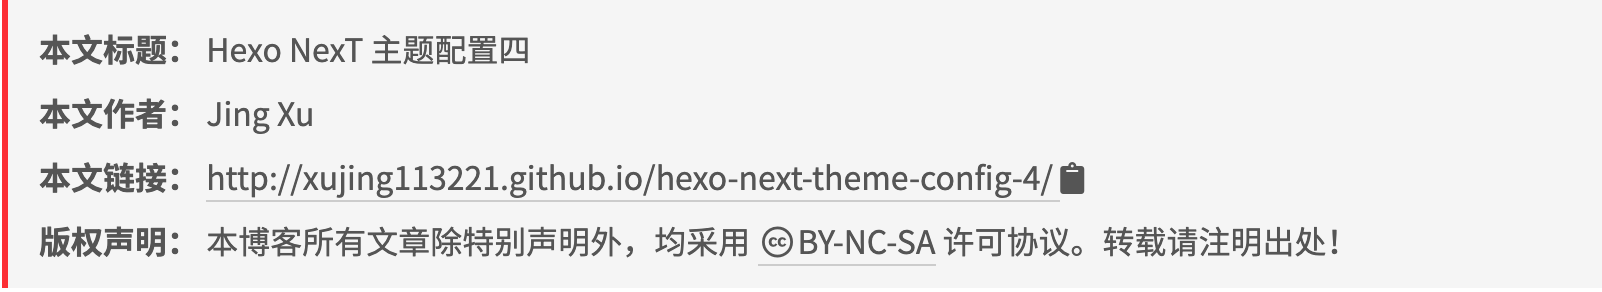 本文标题： Hexo NexT 主题配置四
本文作者： Jing Xu
本文链接： http://xujing113221.github.io/hexo-next-theme-config-4/
版权声明： 本博客所有文章除特别声明外，均采用 cc BY-NC-SA 许可协议。转载请注明出处！